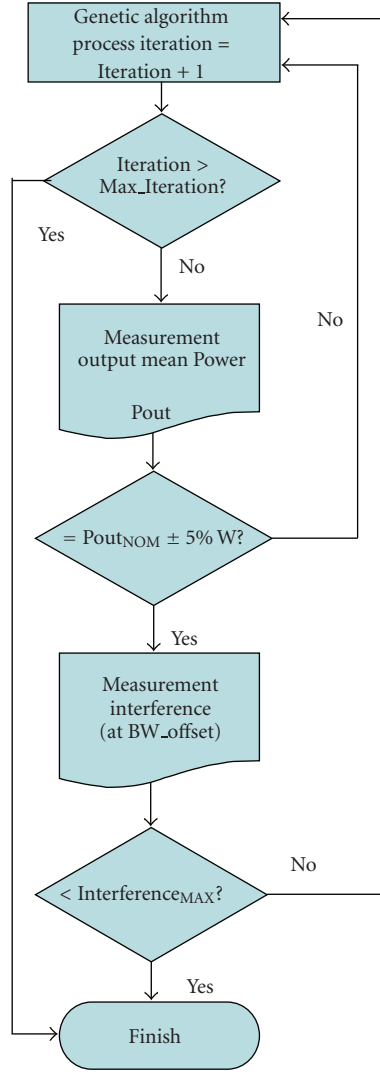 Genetic algorithm
process iteration =
Iteration + 1
Iteration >
Max_Iteration?
Yes
No
Measurement
output mean Power
Pout
No
= Pout_NOM ± 5% W?
Yes
Measurement
interference
(at BW_offset)
No
< Interference_MAX?
Yes
Finish